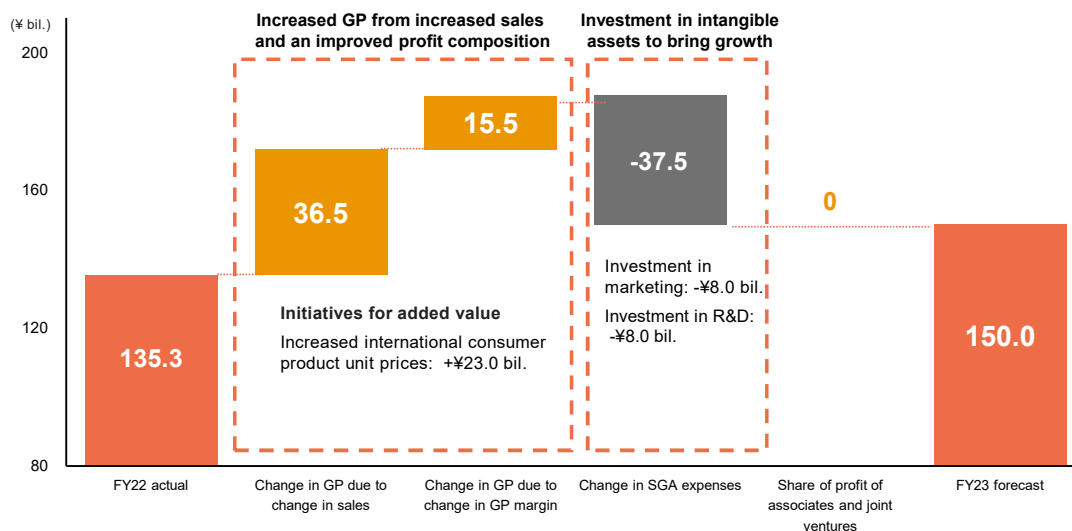 (¥ bil.)
Increased GP from increased sales
and an improved profit composition
Investment in intangible
assets to bring growth
200
160
120
80
135.3
36.5
15.5
-37.5
0
150.0
Initiatives for added value
Increased international consumer
product unit prices: +¥23.0 bil.
Investment in
marketing: -¥8.0 bil.
Investment in R&D:
-¥8.0 bil.
FY22 actual
Change in GP due to
change in sales
Change in GP due to
change in GP margin
Change in SGA expenses
Share of profit of
associates and joint
ventures
FY23 forecast